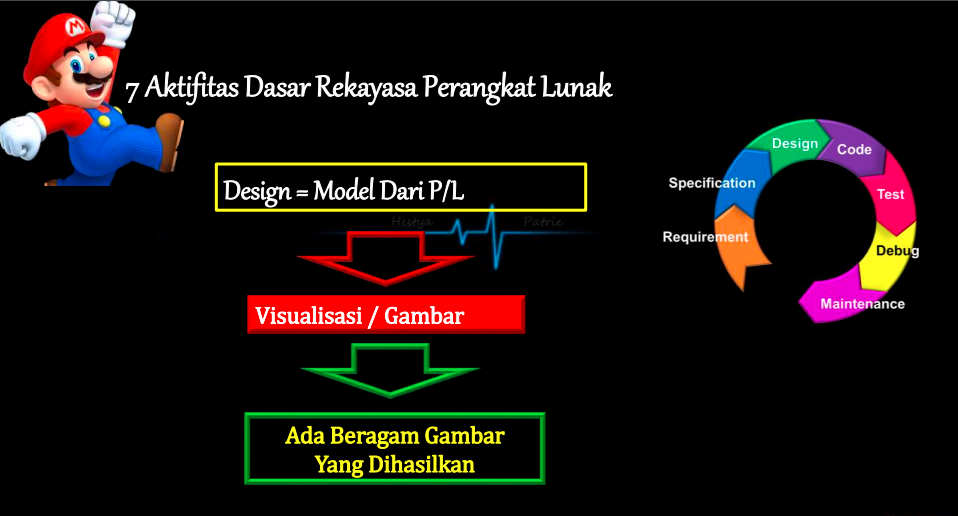 7 Aktifitas Dasar Rekayasa Perangkat Lunak
Design = Model Dari P/L
Hestya Patrie
Visualisasi / Gambar
Ada Beragam Gambar
Yang Dihasilkan
Requirement
Specification
Design
Code
Test
Debug
Maintenance
M